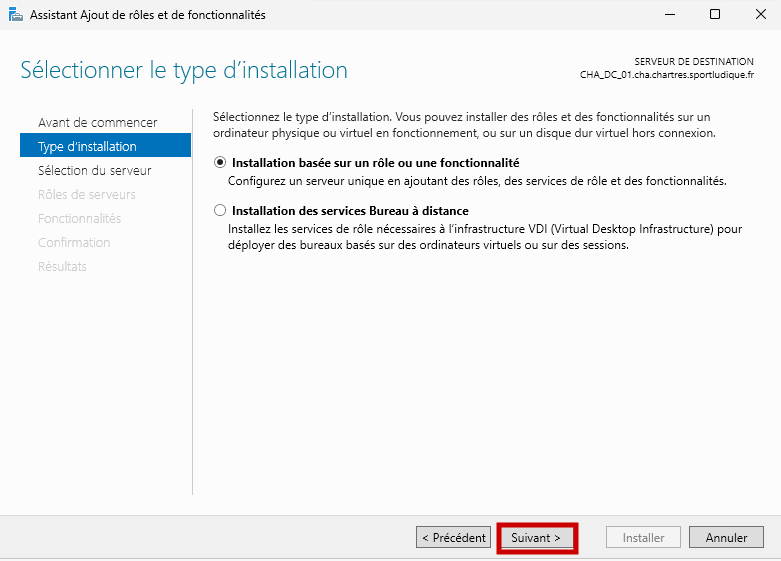 Assistant Ajout de rôles et de fonctionnalités
Sélectionner le type d'installation
SERVEUR DE DESTINATION
CHA_DC_01.cha.chartres.sportludique.fr
Avant de commencer
Type d'installation
Sélection du serveur
Rôles de serveurs
Fonctionnalités
Confirmation
Résultats
Sélectionnez le type d'installation. Vous pouvez installer des rôles et des fonctionnalités sur un
ordinateur physique ou virtuel en fonctionnement, ou sur un disque dur virtuel hors connexion.
Installation basée sur un rôle ou une fonctionnalité
Configurez un serveur unique en ajoutant des rôles, des services de rôle et des fonctionnalités.
Installation des services Bureau à distance
Installez les services de rôle nécessaires à l'infrastructure VDI (Virtual Desktop Infrastructure) pour
déployer des bureaux basés sur des ordinateurs virtuels ou sur des sessions.
< Précédent
Suivant >
Installer
Annuler